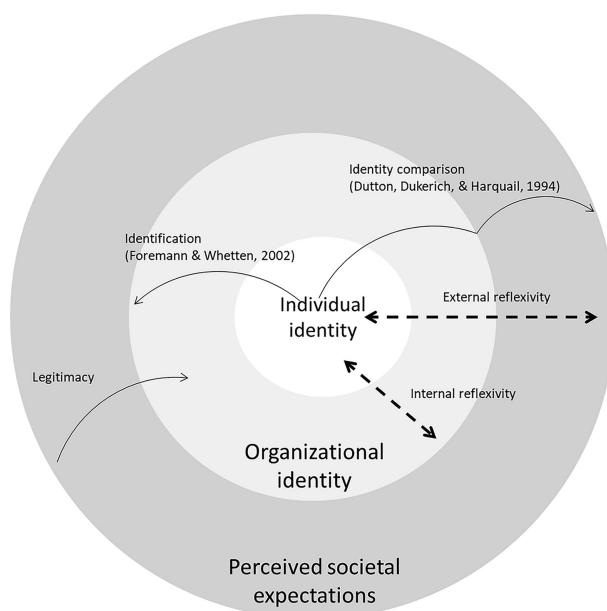 Identity comparison
(Dutton, Dukerich, & Harquail, 1994)
Identification
(Foremann & Whetten, 2002)
Individual
identity
External reflexivity
Legitimacy
Internal reflexivity
Organizational
identity
Perceived societal
expectations